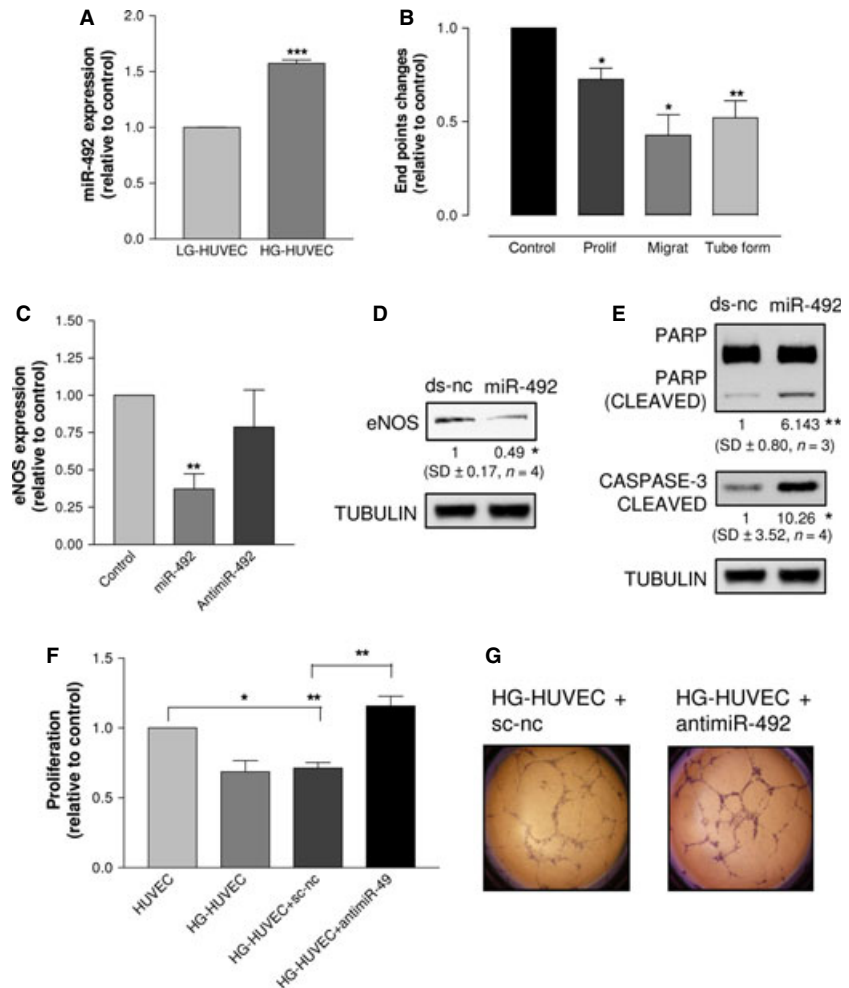 A
miR-492 expression
(relative to control)
2.0
1.5
1.0
0.5
0.0
***
LG-HUVEC HG-HUVEC
B
End points changes
(relative to control)
1.0
0.5
1.0
*
*
**
Control Prolif Migrat Tube form
C
eNOS expression
(relative to control)
1.50
1.25
1.00
0.75
0.50
0.25
0.00
**
Control
miR-492
AntimiR-492
D
ds-nc miR-492
eNOS
1 0.49 *
(SD ± 0.17, n = 4)
TUBULIN
E
ds-nc miR-492
PARP
PARP
(CLEAVED)
1 6.143 **
(SD ± 0.80, n = 3)
CASPASE-3
CLEAVED
1 10.26 *
(SD ± 3.52, n = 4)
TUBULIN
F
Proliferation
(relative to control)
1.5
1.0
0.5
0.0
**
* **
HUVEC
HG-HUVEC
HG-HUVEC+sc-nc
HG-HUVEC+antimiR-49
G
HG-HUVEC +
sc-nc
HG-HUVEC +
antimiR-492